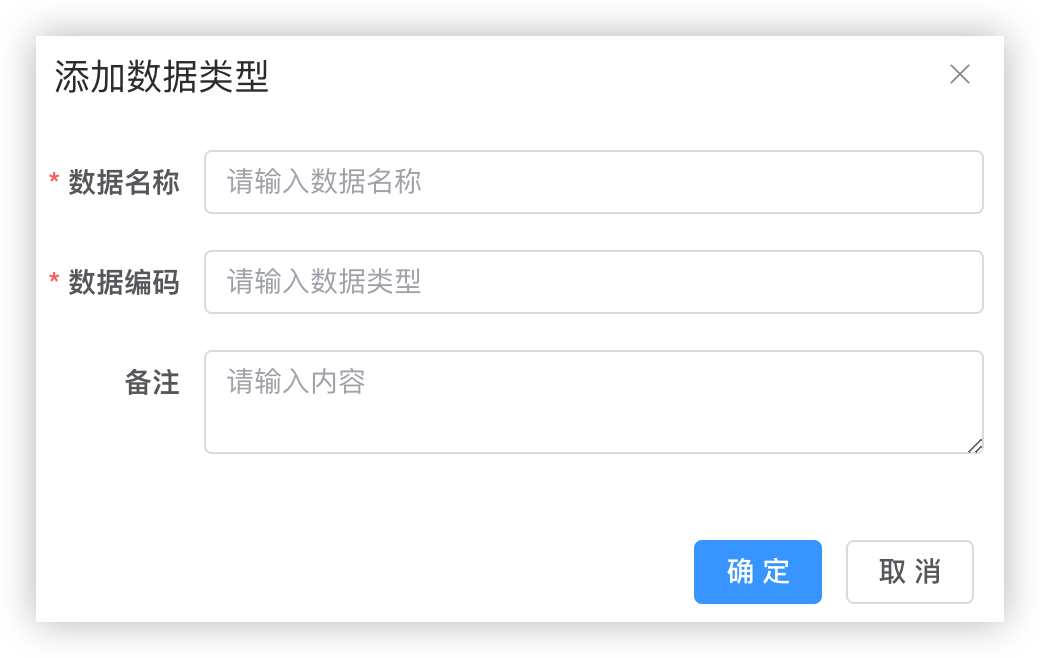 添加数据类型
* 数据名称 请输入数据名称
* 数据编码 请输入数据类型
备注 请输入内容
确 定 取 消